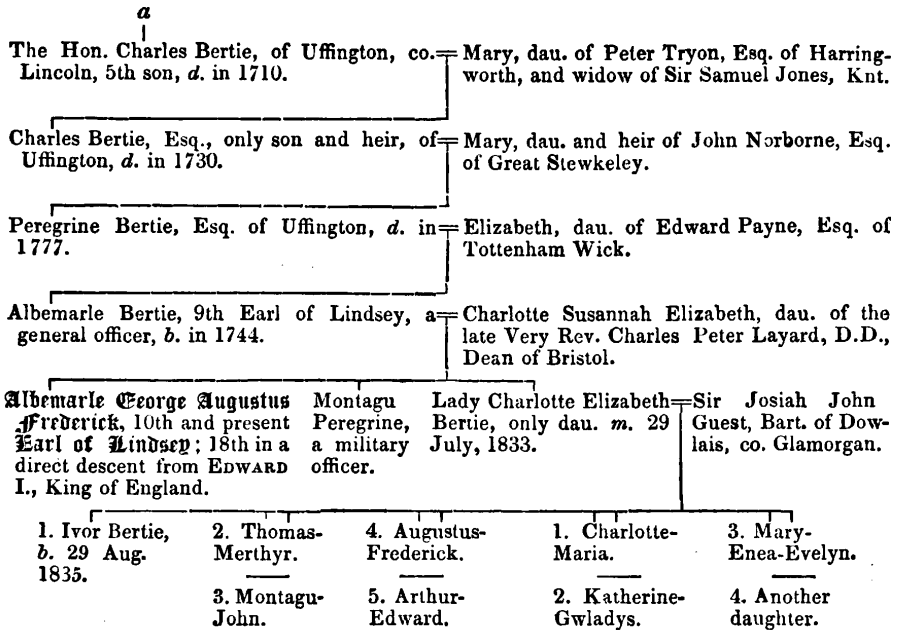 a
The Hon. Charles Bertie, of Uffington, co.
Lincoln, 5th son, d. in 1710.
Mary, dau. of Peter Tryon, Esq. of Harring-
worth, and widow of Sir Samuel Jones, Knt.
Charles Bertie, Esq., only son and heir, of
Uffington, d. in 1730.
Mary, dau. and heir of John Norborne, Esq.
of Great Stewkeley.
Peregrine Bertie, Esq. of Uffington, d. in
1777.
Elizabeth, dau. of Edward Payne, Esq. of
Tottenham Wick.
Albemarle Bertie, 9th Earl of Lindsey, a
general officer, b. in 1744.
Charlotte Susannah Elizabeth, dau. of the
late Very Rev. Charles Peter Layard, D.D.,
Dean of Bristol.
Albemarle George Augustus
Frederick, 10th and present
Earl of Lindsey; 18th in a
direct descent from EDWARD
I., King of England.
Montagu
Peregrine,
a military
officer.
Lady Charlotte Elizabeth
Bertie, only dau. m. 29
July, 1833.
Sir Josiah John
Guest, Bart. of Dow-
lais, co. Glamorgan.
1. Ivor Bertie,
b. 29 Aug.
1835.
2. Thomas-
Merthyr.
3. Montagu-
John.
4. Augustus-
Frederick.
5. Arthur-
Edward.
1. Charlotte-
Maria.
2. Katherine-
Gwladys.
3. Mary-
Enea-Evelyn.
4. Another
daughter.